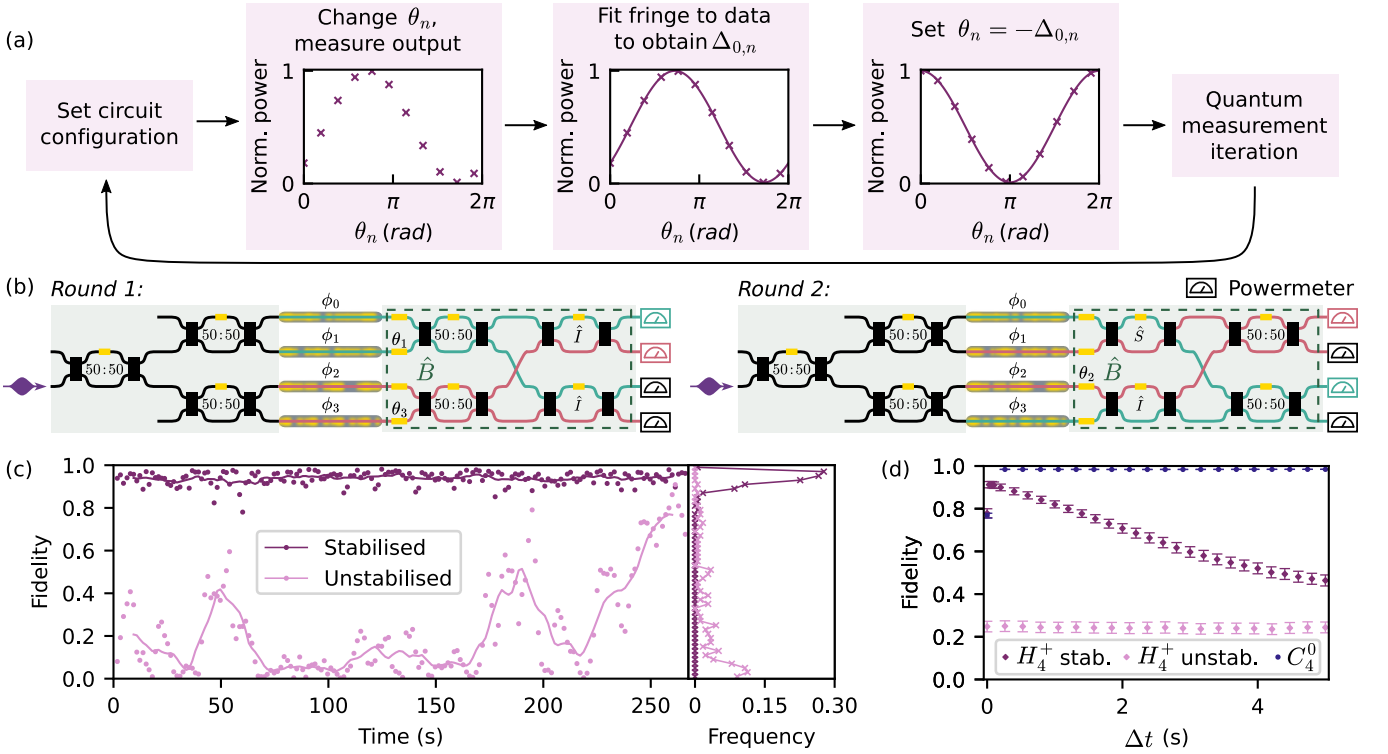 (a)
Set circuit
configuration
Change θₙ,
measure output
Norm. power
1
0
0 π 2π
θₙ (rad)
Fit fringe to data
to obtain Δ₀,ₙ
Norm. power
1
0
0 π 2π
θₙ (rad)
Set θₙ = −Δ₀,ₙ
Norm. power
1
0
0 π 2π
θₙ (rad)
Quantum
measurement
iteration
(b)
Round 1:
50:50
50:50
50:50
ϕ₀
ϕ₁
ϕ₂
ϕ₃
θ₁
θ₃
B̂
50:50
50:50
Î
Î
Round 2:
Powermeter
50:50
50:50
50:50
ϕ₀
ϕ₁
ϕ₂
ϕ₃
θ₂
B̂
Ŝ
Î
50:50
50:50
(c)
Fidelity
1.0
0.8
0.6
0.4
0.2
0.0
Stabilised
Unstabilised
0 50 100 150 200 250
Time (s)
0 0.15 0.30
Frequency
(d)
Fidelity
1.0
0.8
0.6
0.4
0.2
0.0
H₄⁺ stab. H₄⁺ unstab. C₄⁰
0 2 4
Δt (s)